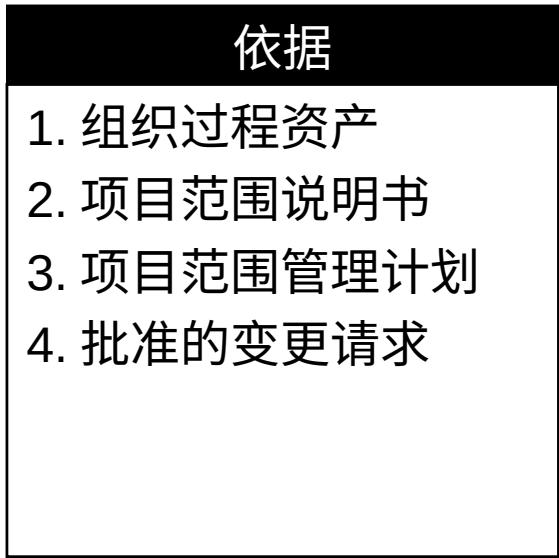 依据
1. 组织过程资产
2. 项目范围说明书
3. 项目范围管理计划
4. 批准的变更请求